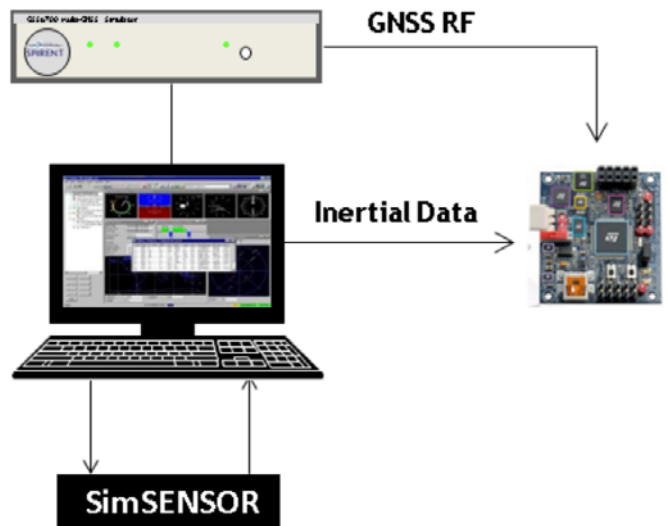 GSS6700 multi-GNSS Simulator
SPIRENT
GNSS RF
Inertial Data
SimSENSOR